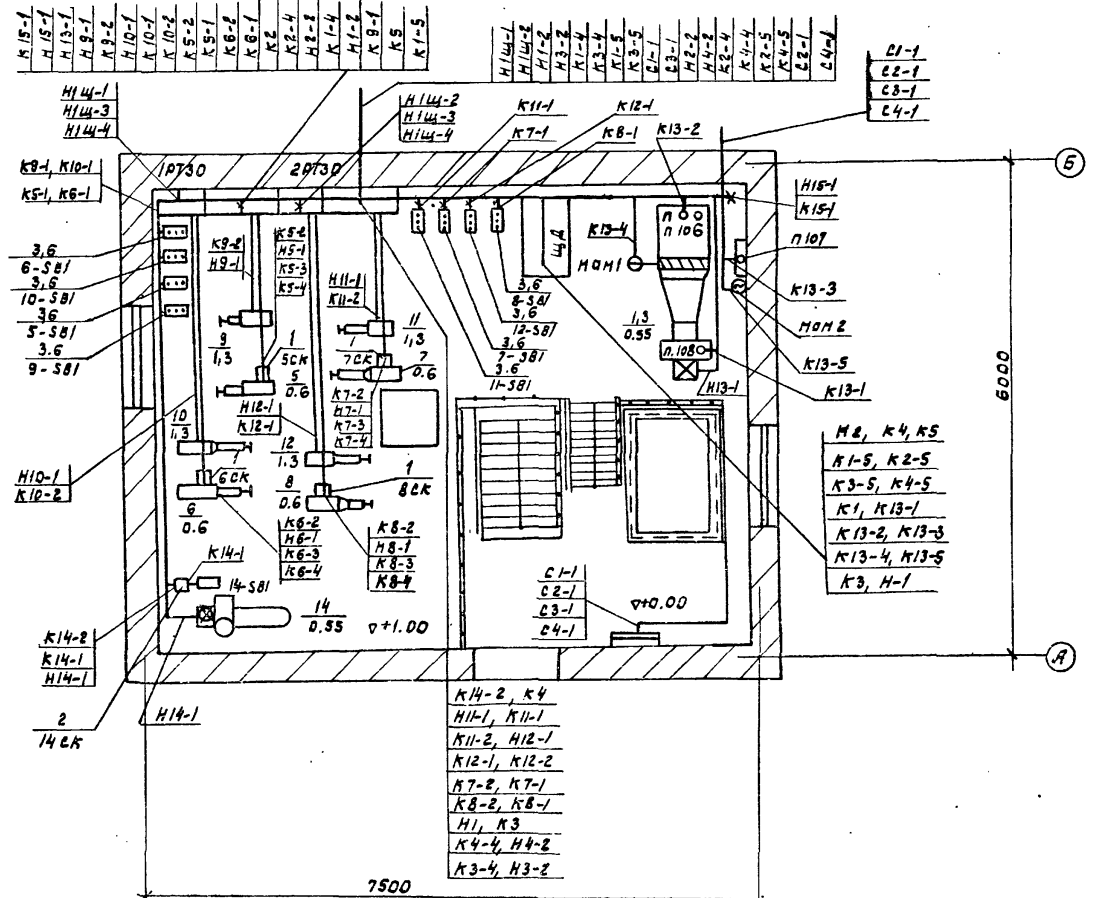 К15-1
Н15-1
Н13-1
Н9-1
К9-2
Н10-1
К10-1
К10-2
К5-2
К5-1
К6-2
К6-1
К2
К2-4
Н2-2
К1-4
Н1-2
К9-1
К5
К1-5
Н1Щ-1
Н1Щ-2
Н1-2
Н3-2
К1-4
К3-4
К1-5
К3-5
С1-1
С3-1
Н2-2
Н4-2
К2-4
К4-4
К2-5
К4-5
С2-1
С4-1
С1-1
С2-1
С3-1
С4-1
Н1Щ-1
Н1Щ-3
Н1Щ-4
Н1Щ-2
Н1Щ-3
Н1Щ-4
К11-1
К7-1
К12-1
К8-1
К13-2
1РТ30
2РТ30
Б
К9-1, К10-1
К5-1, К6-1
Н15-1
К15-1
3,6
6-SB1
3,6
10-SB1
3,6
5-SB1
3.6
9-SB1
К9-2
Н9-1
К5-2
Н5-1
К5-3
К5-4
Н11-1
К11-2
ЩД
К13-4
МОМ1
П
П 106
П 107
К13-3
МОМ2
К13-5
К13-1
3,6
8-SB1
3,6
12-SB1
3.6
7-SB1
3.6
11-SB1
1,3
0.55
П.108
Н13-1
9
1,3
1
5СК
5
0.6
11
1,3
1
7СК
7
0.6
К7-2
Н7-1
К7-3
К7-4
Н12-1
К12-1
10
1,3
1
6СК
6
0.6
12
1,3
8
0.6
1
8СК
Н10-1
К10-2
К6-2
Н6-1
К6-3
К6-4
К8-2
Н8-1
К8-3
К8-4
Н2, К4, К5
К1-5, К2-5
К3-5, К4-5
К1, К13-1
К13-2, К13-3
К13-4, К13-5
К3, Н-1
6000
К14-1
14-SB1
14
0.55
▽+1.00
С1-1
С2-1
С3-1
С4-1
▽±0.00
К14-2
К14-1
Н14-1
2
14СК
Н14-1
А
К14-2, К4
Н11-1, К11-1
К11-2, Н12-1
К12-1, К12-2
К7-2, К7-1
К8-2, К8-1
Н1, К3
К4-4, Н4-2
К3-4, Н3-2
7500